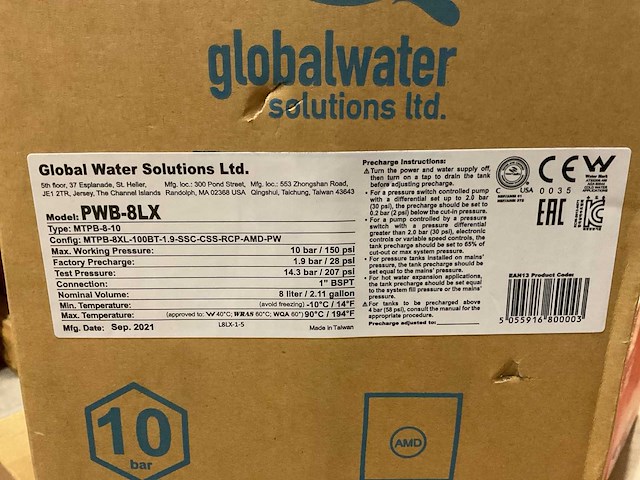 globalwater
solutions ltd.
Global Water Solutions Ltd.
5th floor, 37 Esplanade, St. Heller,
JE1 2TR, Jersey, The Channel Islands
Mfg. loc.: 300 Pond Street,
Randolph, MA 02368 USA
Mfg. loc.: 553 Zhongshan Road,
Qingshui, Taichung, Taiwan 43643
Model: PWB-8LX
Type: MTPB-8-10
Config: MTPB-8XL-100BT-1.9-SSC-CSS-RCP-AMD-PW
Max. Working Pressure: 10 bar / 150 psi
Factory Precharge: 1.9 bar / 28 psi
Test Pressure: 14.3 bar / 207 psi
Connection: 1" BSPT
Nominal Volume: 8 liter / 2.11 gallon
Min. Temperature: (avoid freezing) -10°C / 14°F
Max. Temperature: (approved to: W 40°C; WRAS 60°C; WQA 60°) 90°C / 194°F
Mfg. Date: Sep. 2021 L8LX-1-5 Made in Taiwan
Precharge Instructions:
⚠Turn the power and water supply off,
then turn on a tap to drain the tank
before adjusting precharge.
• For a pressure switch controlled pump
with a differential set up to 2.0 bar
(30 psi), the precharge should be set to
0.2 bar (2 psi) below the cut-in pressure.
• For a pump controlled by a pressure
switch with a pressure differential
greater than 2.0 bar (30 psi), electronic
controls or variable speed controls, the
tank precharge should be set to 65% of
cut-out or max system pressure.
• For pressure tanks installed on mains'
pressure, the tank precharge should be
set equal to the mains' pressure.
• For hot water expansion applications,
the tank precharge should be set equal
to the system fill pressure or the mains'
pressure.
⚠For tanks to be precharged above
4 bar (58 psi), consult the manual for the
appropriate procedure.
Precharge adjusted to:
C USA
CE
0035
Water Mark
EAC
EAN13 Product Code:
5 055916 800003
10
bar
AMD